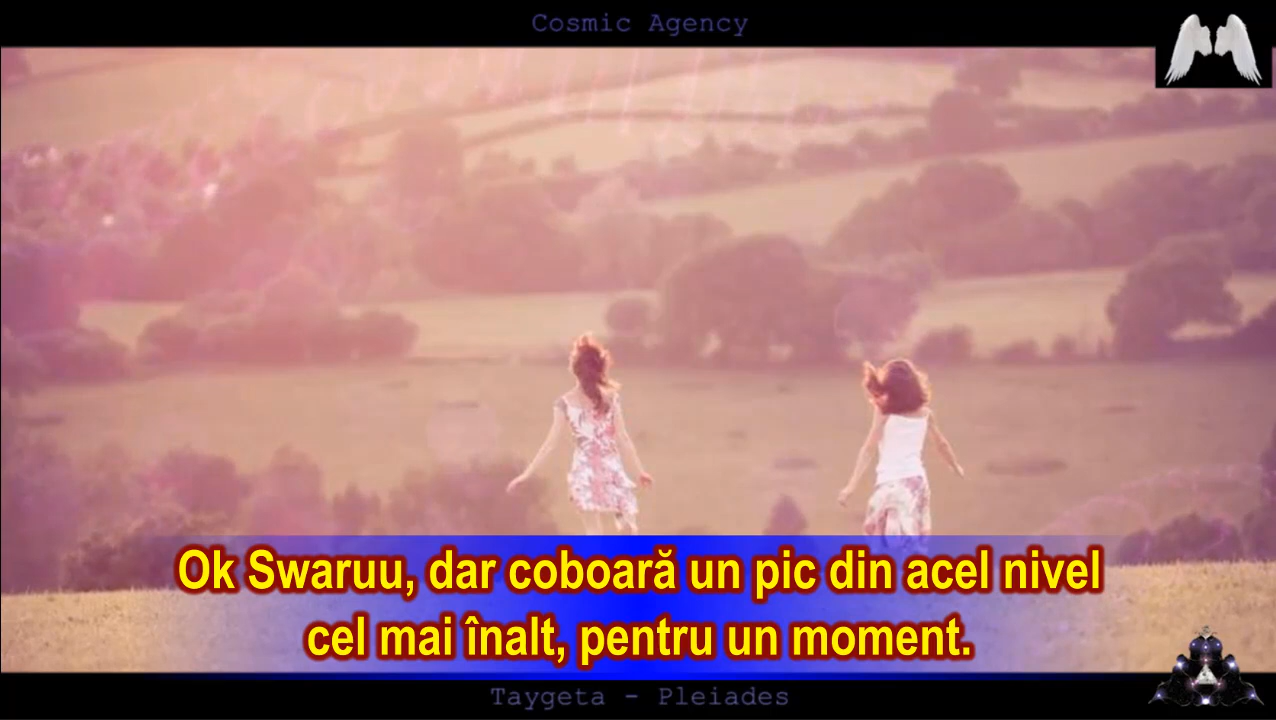 Cosmic Agency
Ok Swaruu, dar coboară un pic din acel nivel
cel mai înalt, pentru un moment.
Taygeta - Pleiades